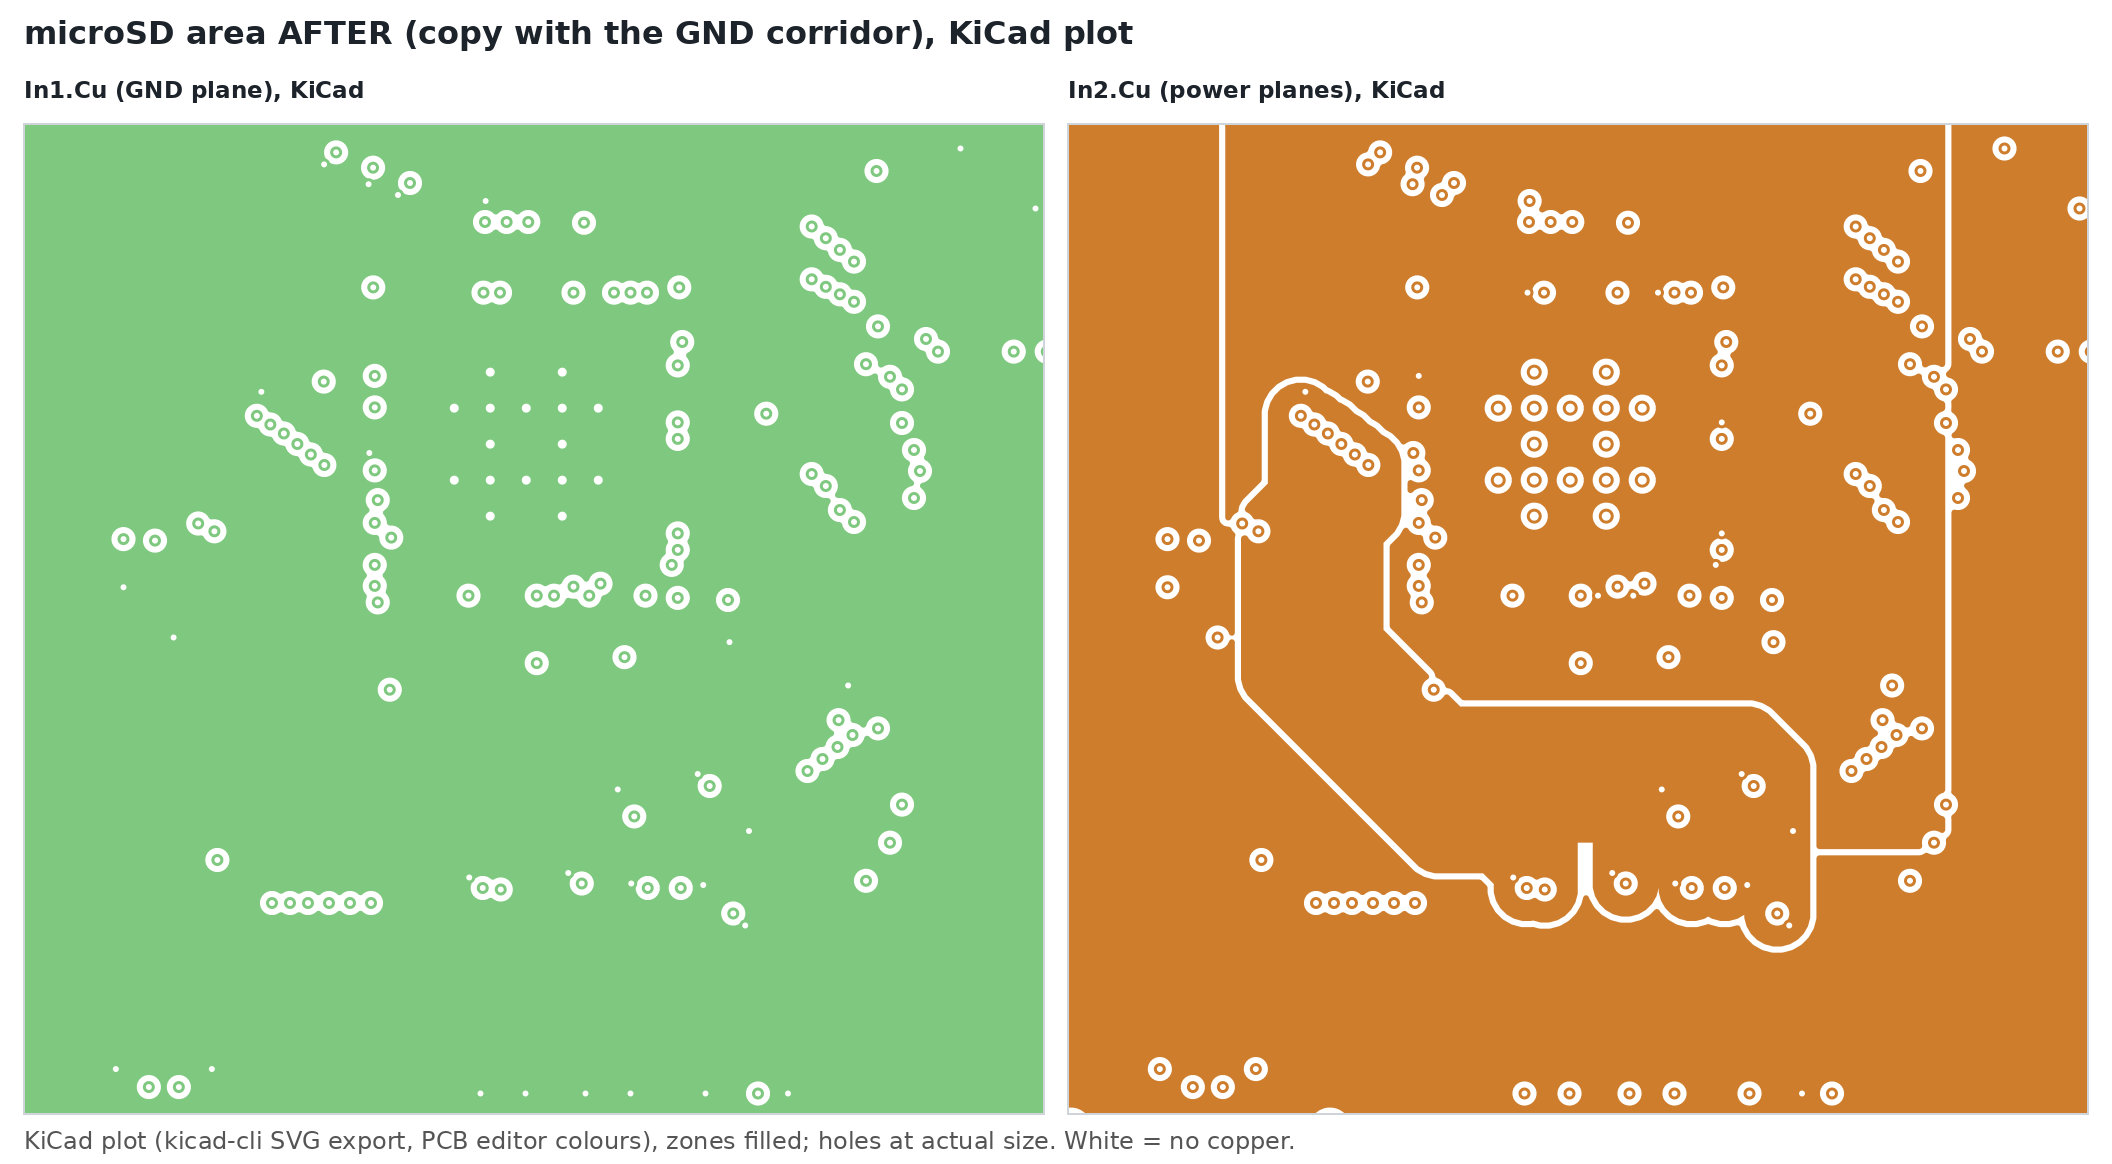 microSD area AFTER (copy with the GND corridor), KiCad plot
In1.Cu (GND plane), KiCad
In2.Cu (power planes), KiCad
KiCad plot (kicad-cli SVG export, PCB editor colours), zones filled; holes at actual size. White = no copper.